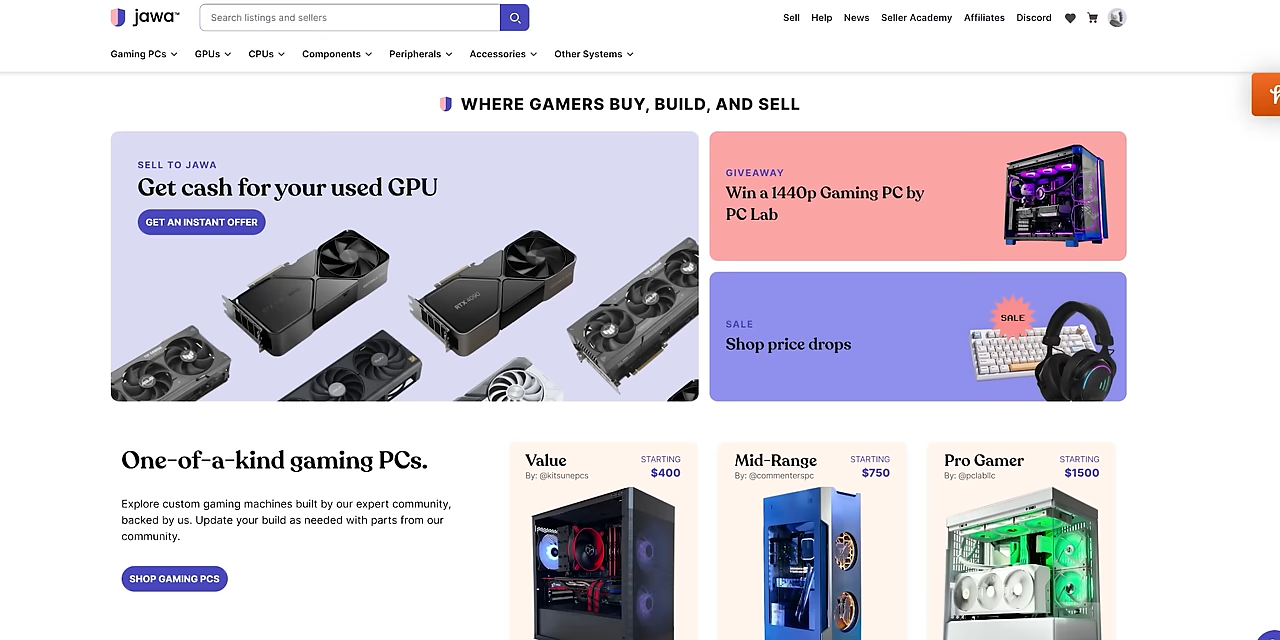 jawa™
Search listings and sellers
Sell Help News Seller Academy Affiliates Discord
Gaming PCs GPUs CPUs Components Peripherals Accessories Other Systems
WHERE GAMERS BUY, BUILD, AND SELL
SELL TO JAWA
Get cash for your used GPU
GET AN INSTANT OFFER
RTX 4090
GIVEAWAY
Win a 1440p Gaming PC by
PC Lab
SALE
Shop price drops
SALE
One-of-a-kind gaming PCs.
Explore custom gaming machines built by our expert community,
backed by us. Update your build as needed with parts from our
community.
SHOP GAMING PCS
Value
By: @kitsunepcs
STARTING
$400
Mid-Range
By: @commenterspc
STARTING
$750
Pro Gamer
By: @pclabllc
STARTING
$1500